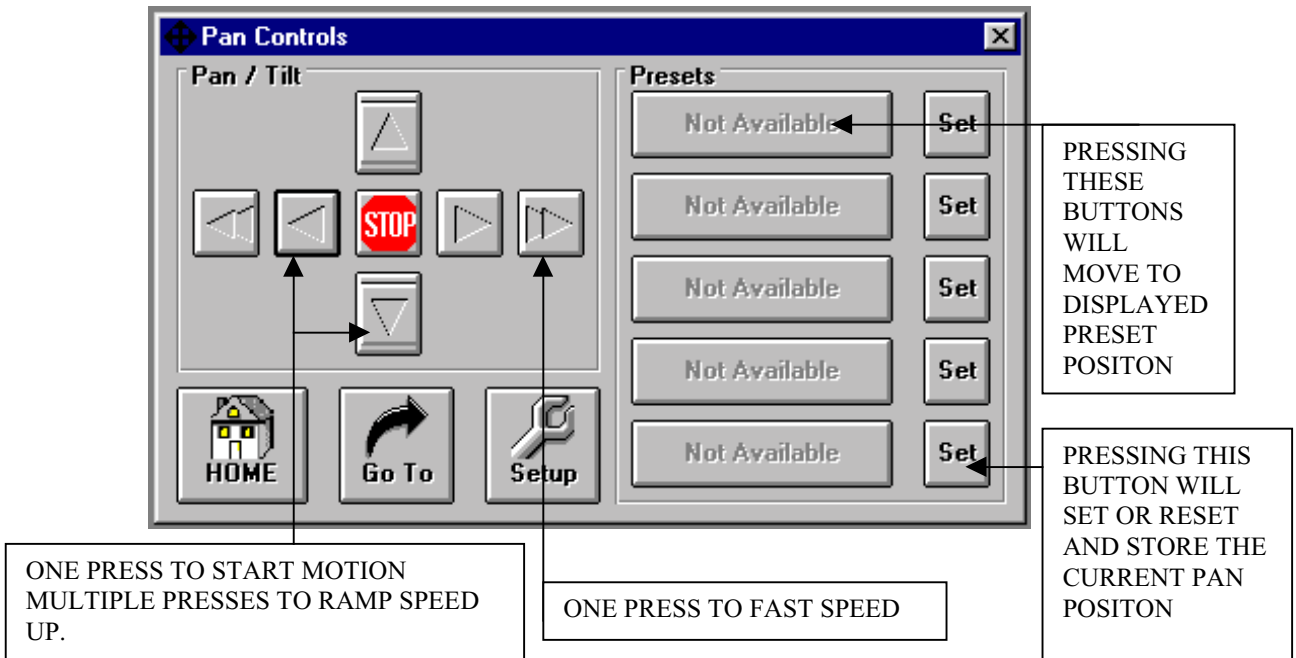 Pan Controls
Pan / Tilt
STOP
HOME
Go To
Setup
Presets
Not Available Set
Not Available Set
Not Available Set
Not Available Set
Not Available Set
PRESSING
THESE
BUTTONS
WILL
MOVE TO
DISPLAYED
PRESET
POSITON
PRESSING THIS
BUTTON WILL
SET OR RESET
AND STORE THE
CURRENT PAN
POSITON
ONE PRESS TO START MOTION
MULTIPLE PRESSES TO RAMP SPEED
UP.
ONE PRESS TO FAST SPEED